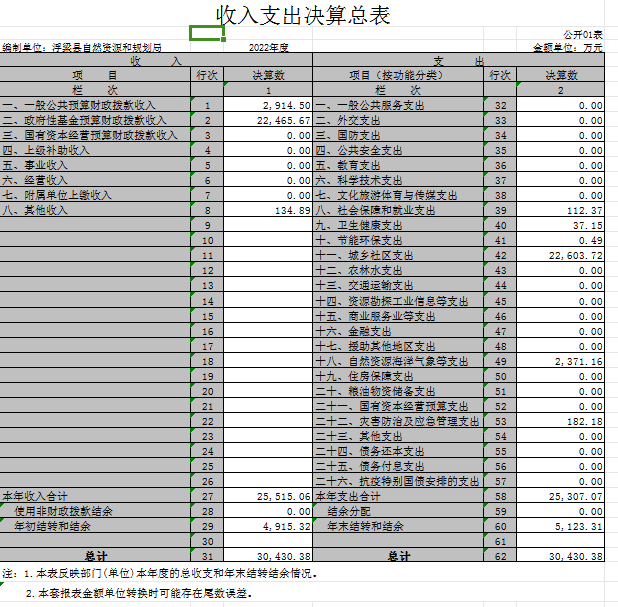 收入支出决算总表
公开01表
编制单位：浮梁县自然资源和规划局 2022年度 金额单位：万元
收 入 支 出
项 目 行次 决算数 项目（按功能分类） 行次 决算数
栏 次 1 栏 次 2
一、一般公共预算财政拨款收入 1 2,914.50 一、一般公共服务支出 32 0.00
二、政府性基金预算财政拨款收入 2 22,465.67 二、外交支出 33 0.00
三、国有资本经营预算财政拨款收入 3 0.00 三、国防支出 34 0.00
四、上级补助收入 4 0.00 四、公共安全支出 35 0.00
五、事业收入 5 0.00 五、教育支出 36 0.00
六、经营收入 6 0.00 六、科学技术支出 37 0.00
七、附属单位上缴收入 7 0.00 七、文化旅游体育与传媒支出 38 0.00
八、其他收入 8 134.89 八、社会保障和就业支出 39 112.37
9 九、卫生健康支出 40 37.15
10 十、节能环保支出 41 0.49
11 十一、城乡社区支出 42 22,603.72
12 十二、农林水支出 43 0.00
13 十三、交通运输支出 44 0.00
14 十四、资源勘探工业信息等支出 45 0.00
15 十五、商业服务业等支出 46 0.00
16 十六、金融支出 47 0.00
17 十七、援助其他地区支出 48 0.00
18 十八、自然资源海洋气象等支出 49 2,371.16
19 十九、住房保障支出 50 0.00
20 二十、粮油物资储备支出 51 0.00
21 二十一、国有资本经营预算支出 52 0.00
22 二十二、灾害防治及应急管理支出 53 182.18
23 二十三、其他支出 54 0.00
24 二十四、债务还本支出 55 0.00
25 二十五、债务付息支出 56 0.00
26 二十六、抗疫特别国债安排的支出 57 0.00
本年收入合计 27 25,515.06 本年支出合计 58 25,307.07
使用非财政拨款结余 28 0.00 结余分配 59 0.00
年初结转和结余 29 4,915.32 年末结转和结余 60 5,123.31
30 61
总计 31 30,430.38 总计 62 30,430.38
注：1.本表反映部门(单位)本年度的总收支和年末结转结余情况。
2.本套报表金额单位转换时可能存在尾数误差。